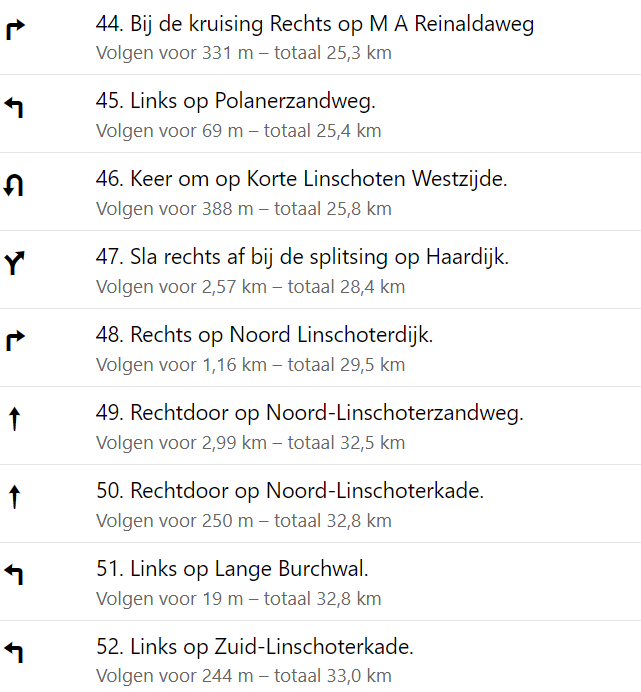 44. Bij de kruising Rechts op M A Reinaldaweg
Volgen voor 331 m – totaal 25,3 km
45. Links op Polanerzandweg.
Volgen voor 69 m – totaal 25,4 km
46. Keer om op Korte Linschoten Westzijde.
Volgen voor 388 m – totaal 25,8 km
47. Sla rechts af bij de splitsing op Haardijk.
Volgen voor 2,57 km – totaal 28,4 km
48. Rechts op Noord Linschoterdijk.
Volgen voor 1,16 km – totaal 29,5 km
49. Rechtdoor op Noord-Linschoterzandweg.
Volgen voor 2,99 km – totaal 32,5 km
50. Rechtdoor op Noord-Linschoterkade.
Volgen voor 250 m – totaal 32,8 km
51. Links op Lange Burchwal.
Volgen voor 19 m – totaal 32,8 km
52. Links op Zuid-Linschoterkade.
Volgen voor 244 m – totaal 33,0 km